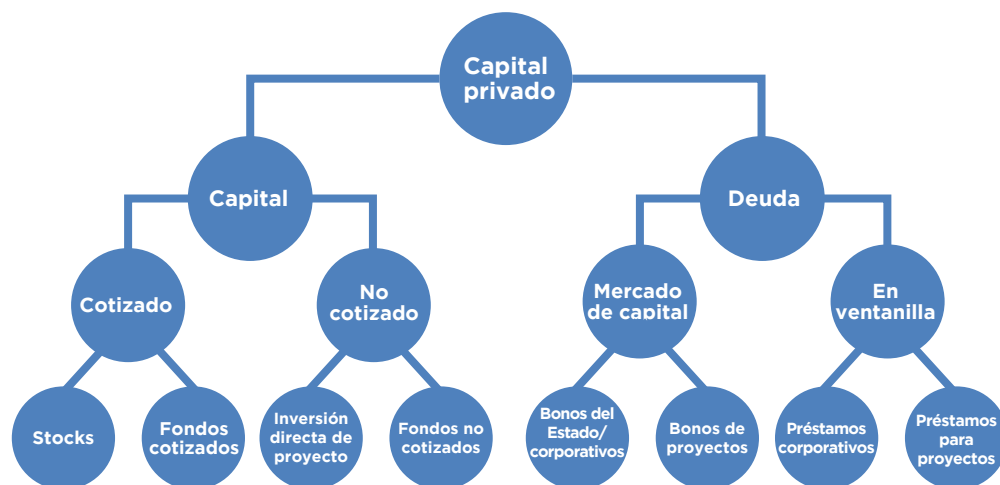 Capital
privado
Capital
Deuda
Cotizado
No
cotizado
Mercado
de capital
En
ventanilla
Stocks
Fondos
cotizados
Inversión
directa de
proyecto
Fondos no
cotizados
Bonos del
Estado/
corporativos
Bonos de
proyectos
Préstamos
corporativos
Préstamos
para
proyectos